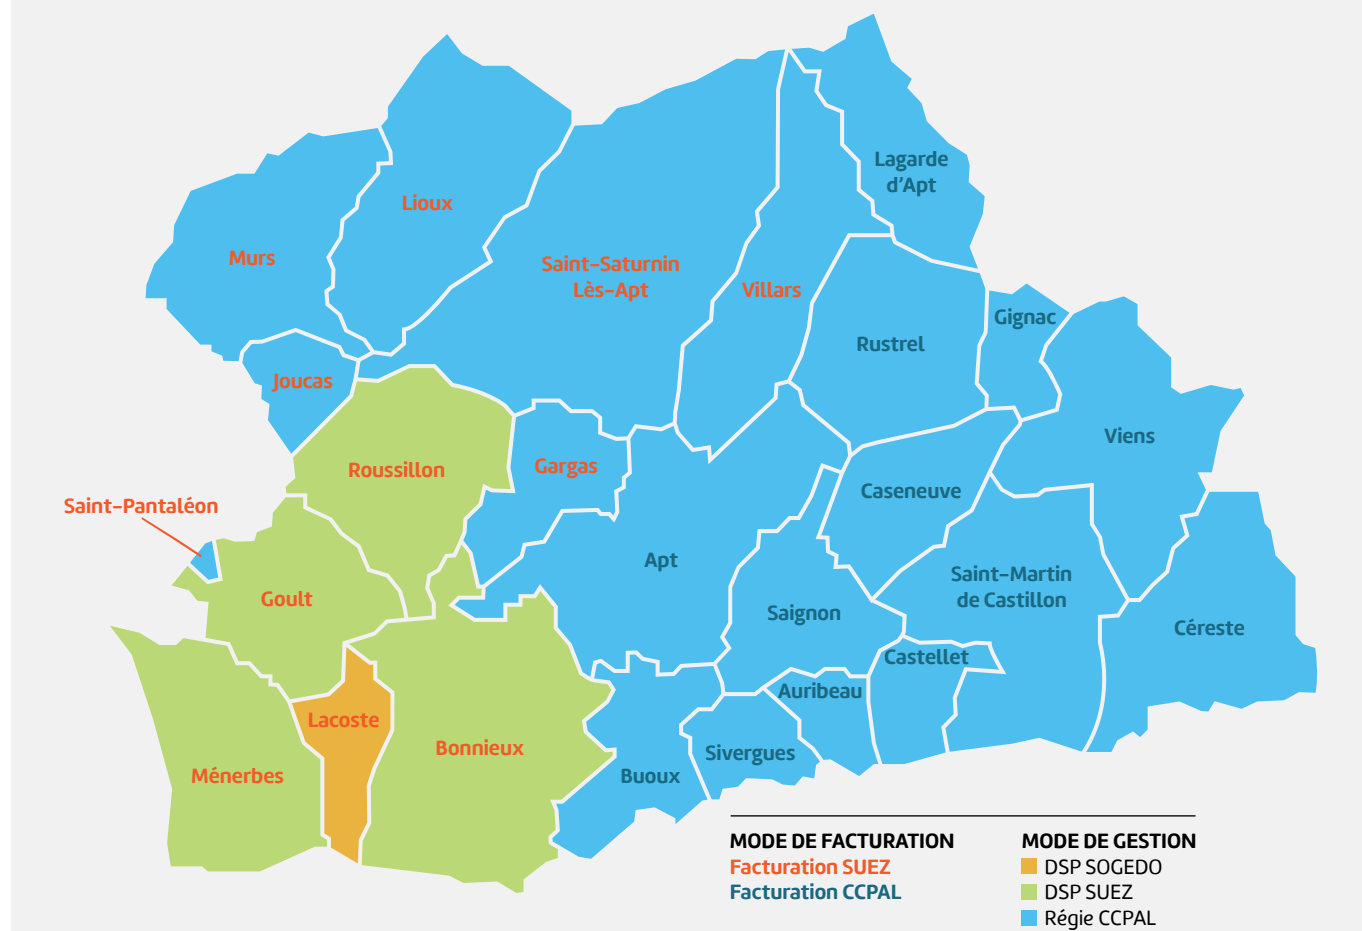 Lagarde
d'Apt
Lioux
Murs
Saint-Saturnin
Lès-Apt
Villars
Gignac
Rustrel
Joucas
Viens
Roussillon
Gargas
Caseneuve
Saint-Pantaléon
Apt
Saint-Martin
de Castillon
Goult
Saignon
Céreste
Castellet
Auribeau
Lacoste
Bonnieux
Sivergues
Ménerbes
Buoux
MODE DE FACTURATION
Facturation SUEZ
Facturation CCPAL
MODE DE GESTION
DSP SOGEDO
DSP SUEZ
Régie CCPAL